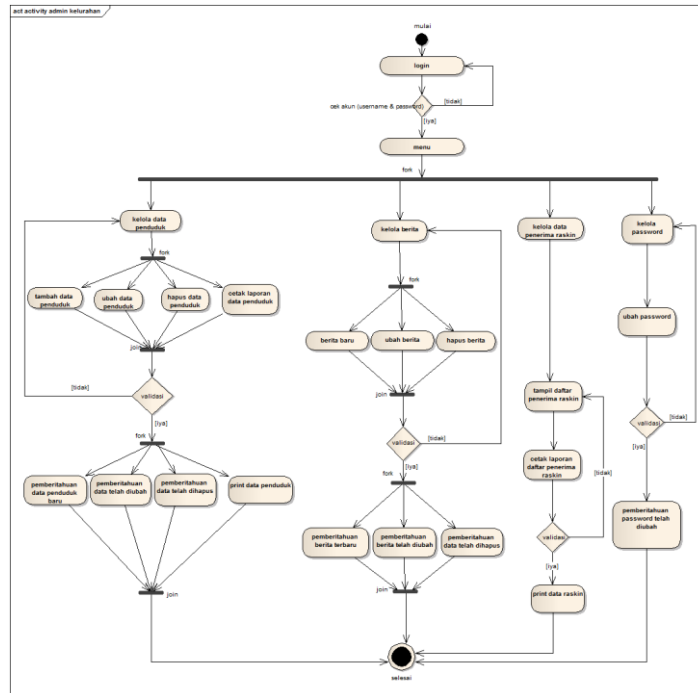 act activity admin kelurahan
mulai
login
cek akun (username & password)
[tidak]
[iya]
menu
fork
kelola data
penduduk
fork
tambah data
penduduk
ubah data
penduduk
hapus data
penduduk
cetak laporan
data penduduk
join
validasi
[tidak]
[iya]
fork
pemberitahuan
data penduduk
baru
pemberitahuan
data telah diubah
pemberitahuan
data telah dihapus
print data penduduk
join
kelola berita
fork
berita baru
ubah berita
hapus berita
join
validasi
[tidak]
[iya]
fork
pemberitahuan
berita terbaru
pemberitahuan
berita telah diubah
pemberitahuan
data telah dihapus
join
kelola data
penerima raskin
tampil daftar
penerima raskin
cetak laporan
daftar penerima
raskin
[tidak]
validasi
[iya]
print data raskin
kelola
password
ubah password
validasi
[tidak]
[iya]
pemberitahuan
password telah
diubah
selesai